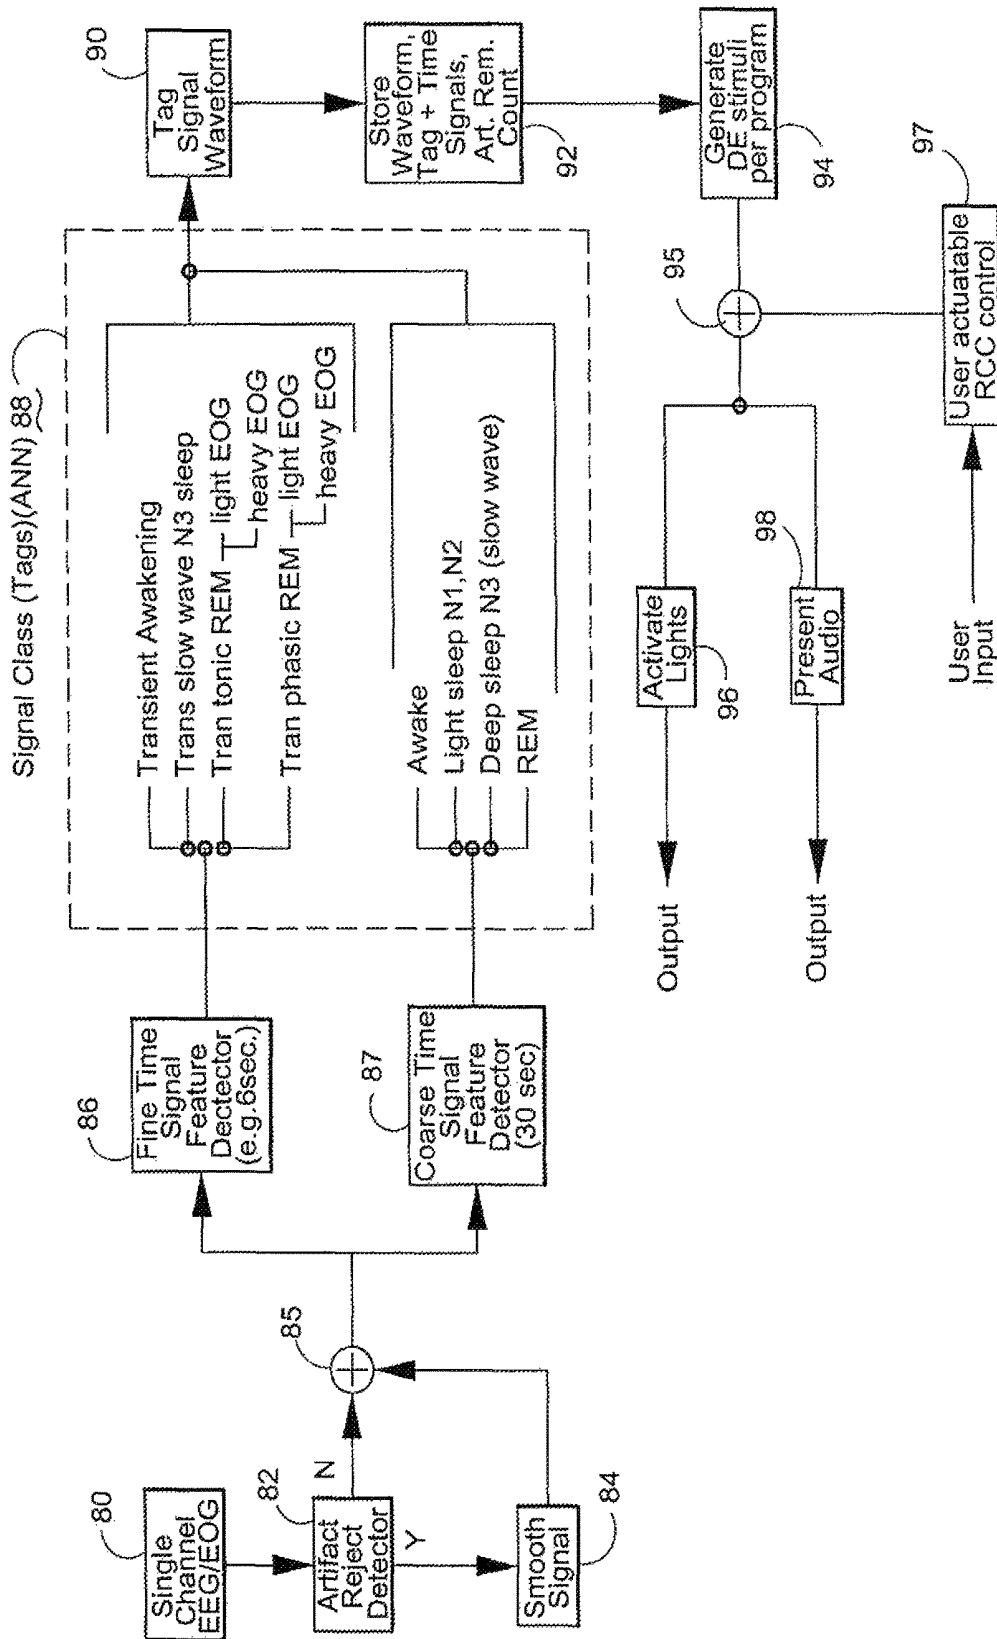 Signal Class (Tags)(ANN) 88
80
Single
Channel
EEG/EOG
82
Artifact
Reject
Detector
N
Y
Smooth
Signal
84
85
86
Fine Time
Signal
Feature
Dectector
(e.g.6sec.)
87
Coarse Time
Signal
Feature
Detector
(30 sec)
Transient Awakening
Trans slow wave N3 sleep
Tran tonic REM light EOG
heavy EOG
Tran phasic REM light EOG
heavy EOG
Awake
Light sleep N1,N2
Deep sleep N3 (slow wave)
REM
90
Tag
Signal
Waveform
Store
Waveform,
Tag + Time
Signals,
Art. Rem.
Count
92
Generate
DE stimuli
per program
94
95
97
User actuatable
RCC control
User
Input
Activate
Lights
96
Output
98
Present
Audio
Output